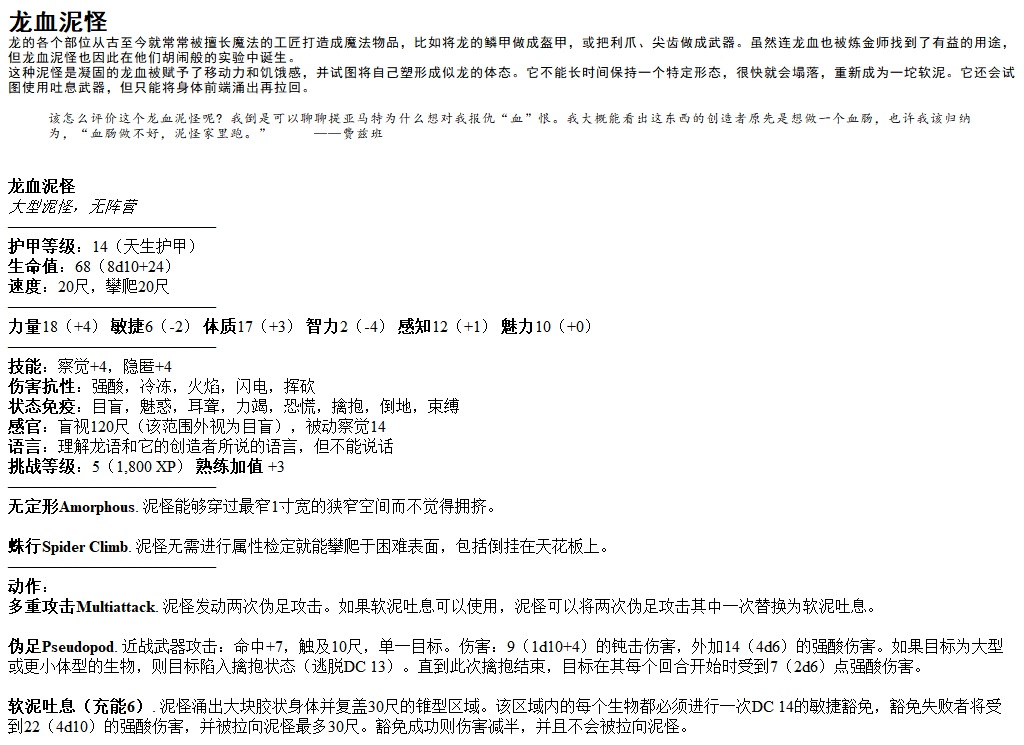 龙血泥怪
龙的各个部位从古至今就常常被擅长魔法的工匠打造成魔法物品，比如将龙的鳞甲做成盔甲，或把利爪、尖齿做成武器。虽然连龙血也被炼金师找到了有益的用途，
但龙血泥怪也因此在他们胡闹般的实验中诞生。
这种泥怪是凝固的龙血被赋予了移动力和饥饿感，并试图将自己塑形成似龙的体态。它不能长时间保持一个特定形态，很快就会塌落，重新成为一坨软泥。它还会试
图使用吐息武器，但只能将身体前端涌出再拉回。
该怎么评价这个龙血泥怪呢？我倒是可以聊聊提亚马特为什么想对我报仇“血”恨。我大概能看出这东西的创造者原先是想做一个血肠，也许我该归纳
为，“血肠做不好，泥怪家里跑。”　　——费兹班
龙血泥怪
大型泥怪，无阵营
护甲等级：14（天生护甲）
生命值：68（8d10+24）
速度：20尺，攀爬20尺
力量18（+4） 敏捷6（-2） 体质17（+3） 智力2（-4） 感知12（+1） 魅力10（+0）
技能：察觉+4，隐匿+4
伤害抗性：强酸，冷冻，火焰，闪电，挥砍
状态免疫：目盲，魅惑，耳聋，力竭，恐慌，擒抱，倒地，束缚
感官：盲视120尺（该范围外视为目盲），被动察觉14
语言：理解龙语和它的创造者所说的语言，但不能说话
挑战等级：5（1,800 XP） 熟练加值 +3
无定形Amorphous. 泥怪能够穿过最窄1寸宽的狭窄空间而不觉得拥挤。
蛛行Spider Climb. 泥怪无需进行属性检定就能攀爬于困难表面，包括倒挂在天花板上。
动作：
多重攻击Multiattack. 泥怪发动两次伪足攻击。如果软泥吐息可以使用，泥怪可以将两次伪足攻击其中一次替换为软泥吐息。
伪足Pseudopod. 近战武器攻击：命中+7，触及10尺，单一目标。伤害：9（1d10+4）的钝击伤害，外加14（4d6）的强酸伤害。如果目标为大型
或更小体型的生物，则目标陷入擒抱状态（逃脱DC 13）。直到此次擒抱结束，目标在其每个回合开始时受到7（2d6）点强酸伤害。
软泥吐息（充能6）. 泥怪涌出大块胶状身体并复盖30尺的锥型区域。该区域内的每个生物都必须进行一次DC 14的敏捷豁免，豁免失败者将受
到22（4d10）的强酸伤害，并被拉向泥怪最多30尺。豁免成功则伤害减半，并且不会被拉向泥怪。